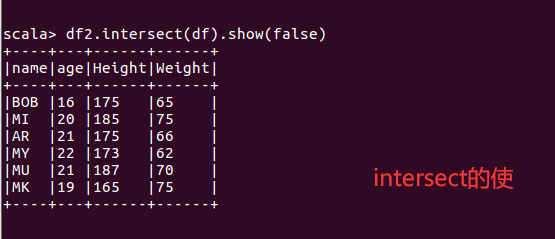 scala> df2.intersect(df).show(false)
+----+---+------+------+
|name|age|Height|Weight|
+----+---+------+------+
|BOB |16 |175   |65    |
|MI  |20 |185   |75    |
|AR  |21 |175   |66    |
|MY  |22 |173   |62    |
|MU  |21 |187   |70    |
|MK  |19 |165   |75    |
+----+---+------+------+
intersect的使